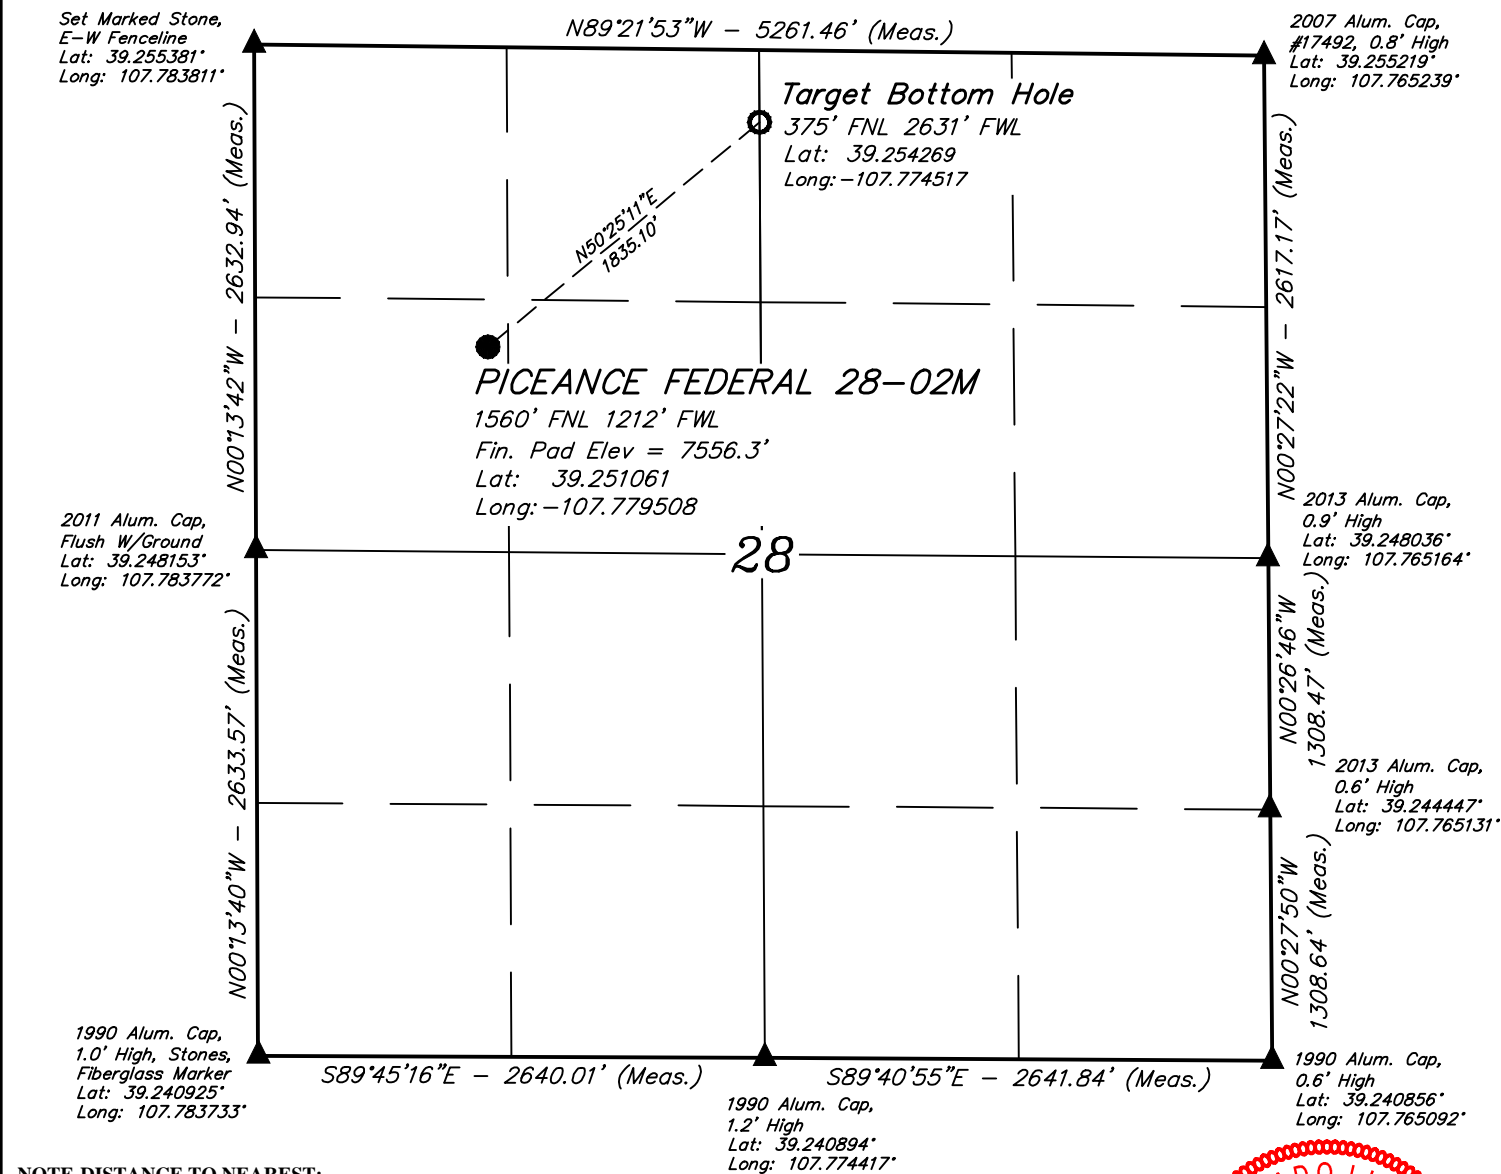 Set Marked Stone,
E-W Fenceline
Lat: 39.255381°
Long: 107.783811°
N89°21'53"W - 5261.46' (Meas.)
2007 Alum. Cap,
#17492, 0.8' High
Lat: 39.255219°
Long: 107.765239°
Target Bottom Hole
375' FNL 2631' FWL
Lat: 39.254269
Long:-107.774517
N50°25'11"E
1835.10'
N00°13'42"W - 2632.94' (Meas.)
N00°27'22"W - 2617.17' (Meas.)
PICEANCE FEDERAL 28-02M
1560' FNL 1212' FWL
Fin. Pad Elev = 7556.3'
Lat: 39.251061
Long:-107.779508
2011 Alum. Cap,
Flush W/Ground
Lat: 39.248153°
Long: 107.783772°
28
2013 Alum. Cap,
0.9' High
Lat: 39.248036°
Long: 107.765164°
N00°13'40"W - 2633.57' (Meas.)
N00°26'46"W
1308.47' (Meas.)
2013 Alum. Cap,
0.6' High
Lat: 39.244447°
Long: 107.765131°
N00°27'50"W
1308.64' (Meas.)
1990 Alum. Cap,
1.0' High, Stones,
Fiberglass Marker
Lat: 39.240925°
Long: 107.783733°
S89°45'16"E - 2640.01' (Meas.)
S89°40'55"E - 2641.84' (Meas.)
1990 Alum. Cap,
0.6' High
Lat: 39.240856°
Long: 107.765092°
1990 Alum. Cap,
1.2' High
Lat: 39.240894°
Long: 107.774417°
NOTE DISTANCE TO NEAREST: